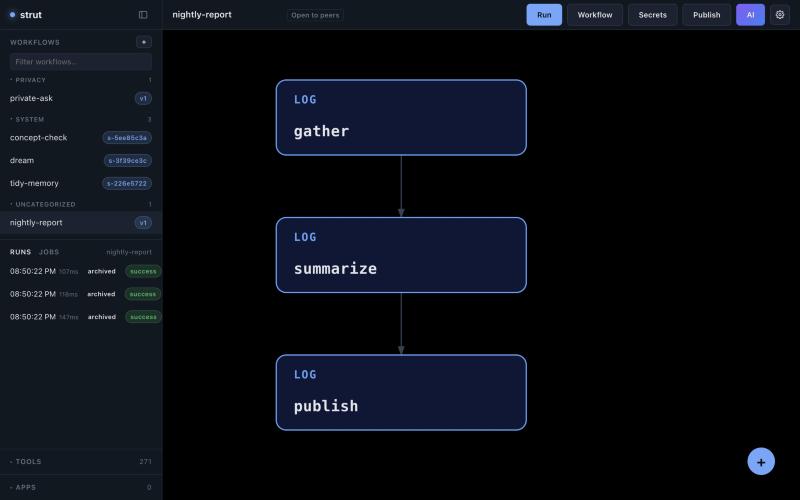 strut
nightly-report
Open to peers
Run
Workflow
Secrets
Publish
AI
WORKFLOWS
+
Filter workflows...
PRIVACY 1
private-ask v1
SYSTEM 3
concept-check s-5ee85c3a
dream s-3f39ce3c
tidy-memory s-226e5722
UNCATEGORIZED 1
nightly-report v1
RUNS JOBS nightly-report
08:50:22 PM 107ms archived success
08:50:22 PM 118ms archived success
08:50:22 PM 147ms archived success
TOOLS 271
APPS 0
LOG
gather
LOG
summarize
LOG
publish
+